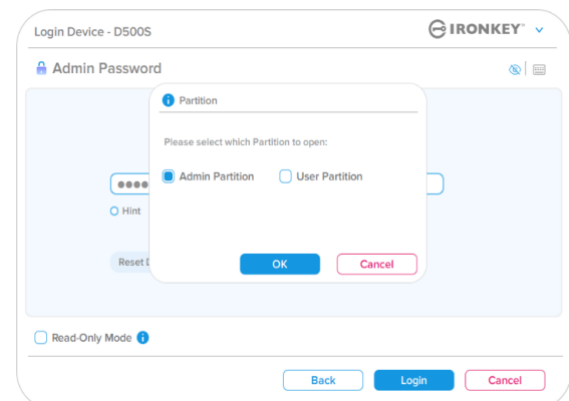 Login Device - D500S
IRONKEY
Admin Password
Partition
Please select which Partition to open:
Admin Partition
User Partition
Hint
Reset
OK
Cancel
Read-Only Mode
Back
Login
Cancel